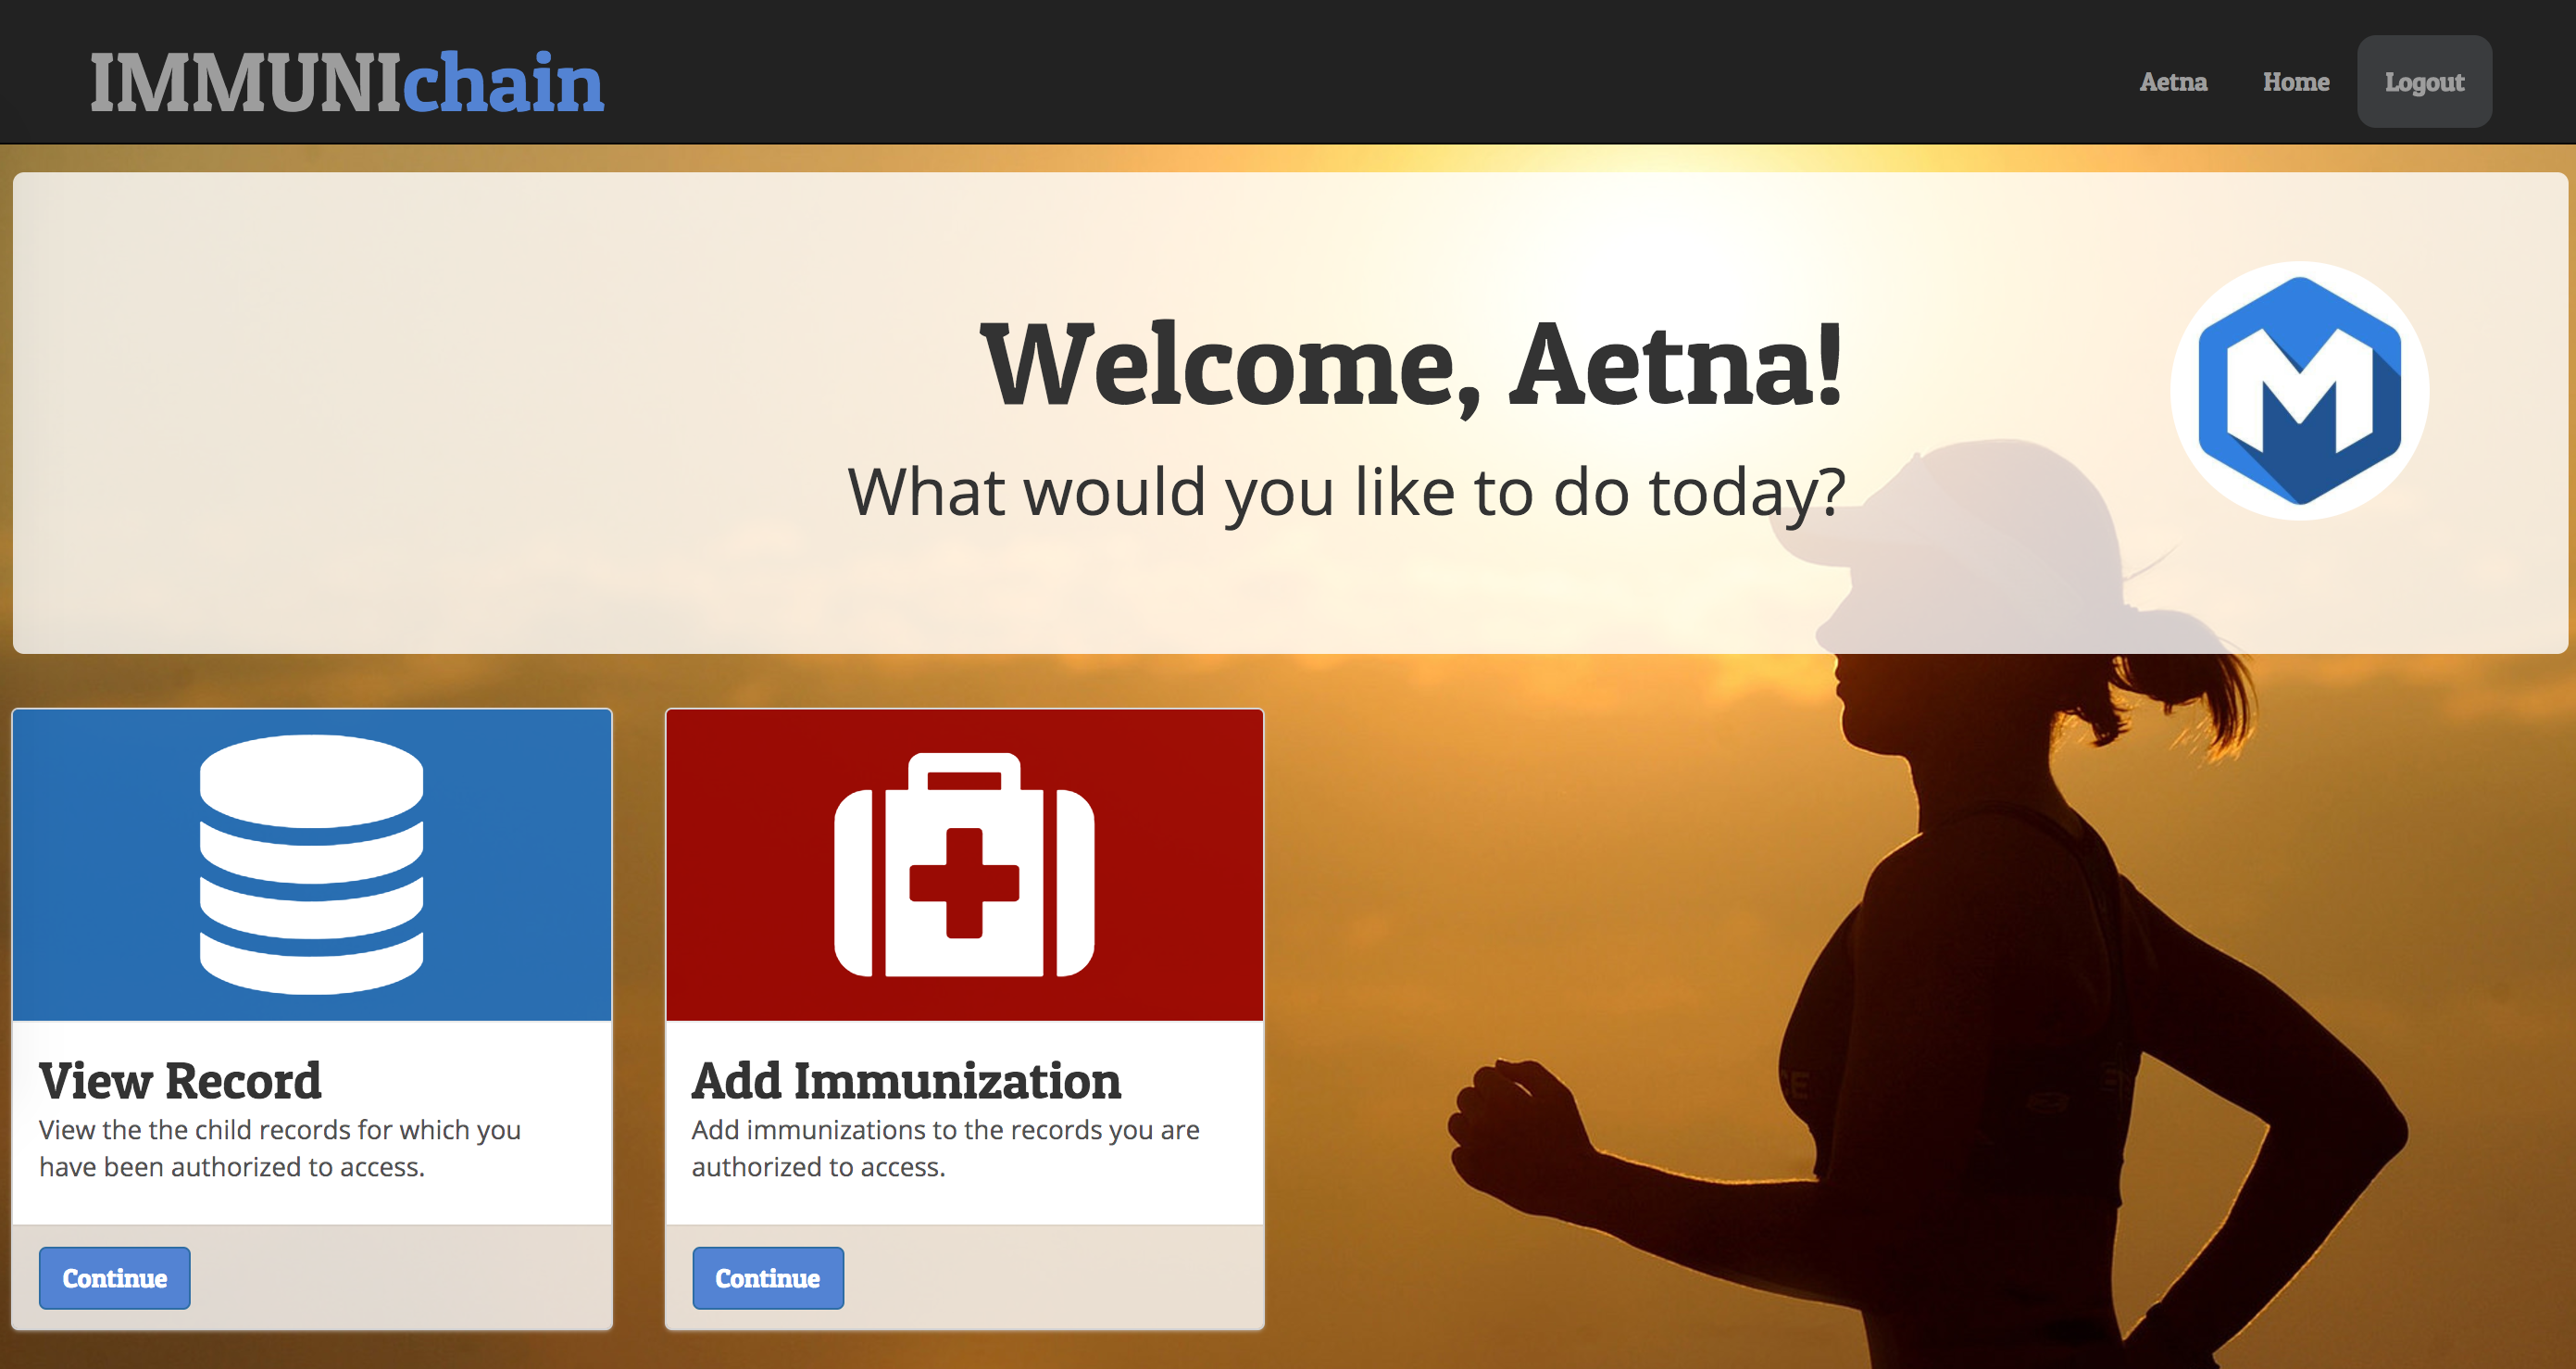 IMMUNIchain
Aetna Home Logout
Welcome, Aetna!
What would you like to do today?
M
View Record
View the the child records for which you
have been authorized to access.
Continue
Add Immunization
Add immunizations to the records you are
authorized to access.
Continue